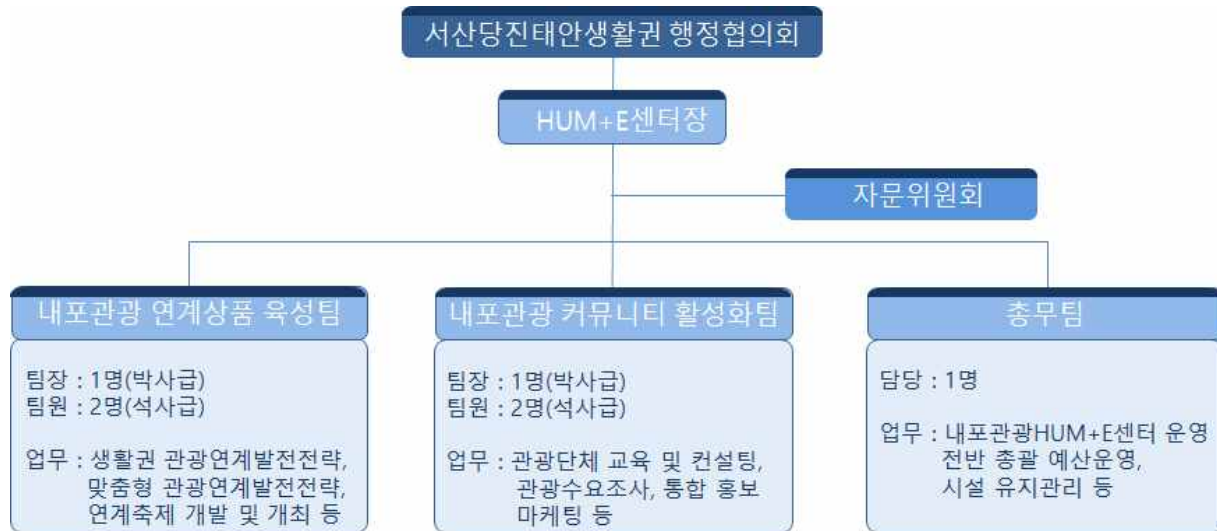 서산당진태안생활권 행정협의회
HUM+E센터장
자문위원회
내포관광 연계상품 육성팀
팀장 : 1명(박사급)
팀원 : 2명(석사급)
업무 : 생활권 관광연계발전전략,
맞춤형 관광연계발전전략,
연계축제 개발 및 개최 등
내포관광 커뮤니티 활성화팀
팀장 : 1명(박사급)
팀원 : 2명(석사급)
업무 : 관광단체 교육 및 컨설팅,
관광수요조사, 통합 홍보
마케팅 등
총무팀
담당 : 1명
업무 : 내포관광HUM+E센터 운영
전반 총괄 예산운영,
시설 유지관리 등